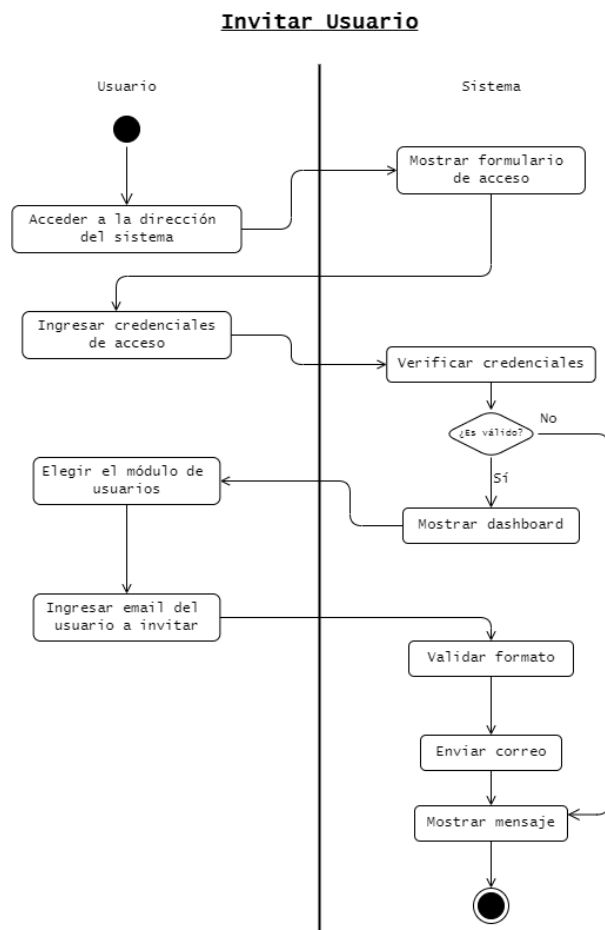 Invitar Usuario
Usuario
Sistema
Mostrar formulario
de acceso
Acceder a la dirección
del sistema
Ingresar credenciales
de acceso
Verificar credenciales
¿Es válido?
No
Sí
Elegir el módulo de
usuarios
Mostrar dashboard
Ingresar email del
usuario a invitar
Validar formato
Enviar correo
Mostrar mensaje